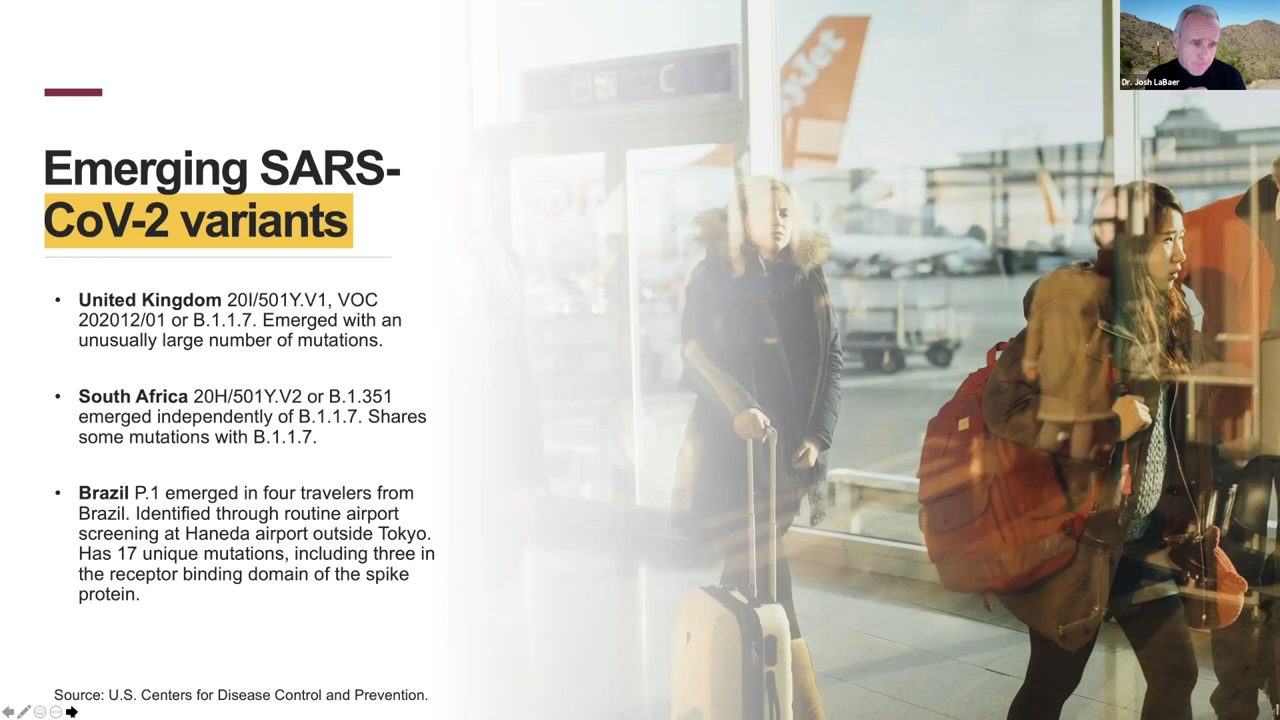 Emerging SARS-
CoV-2 variants
• United Kingdom 20I/501Y.V1, VOC
202012/01 or B.1.1.7. Emerged with an
unusually large number of mutations.
• South Africa 20H/501Y.V2 or B.1.351
emerged independently of B.1.1.7. Shares
some mutations with B.1.1.7.
• Brazil P.1 emerged in four travelers from
Brazil. Identified through routine airport
screening at Haneda airport outside Tokyo.
Has 17 unique mutations, including three in
the receptor binding domain of the spike
protein.
Source: U.S. Centers for Disease Control and Prevention.
C
Dr. Josh LaBaer